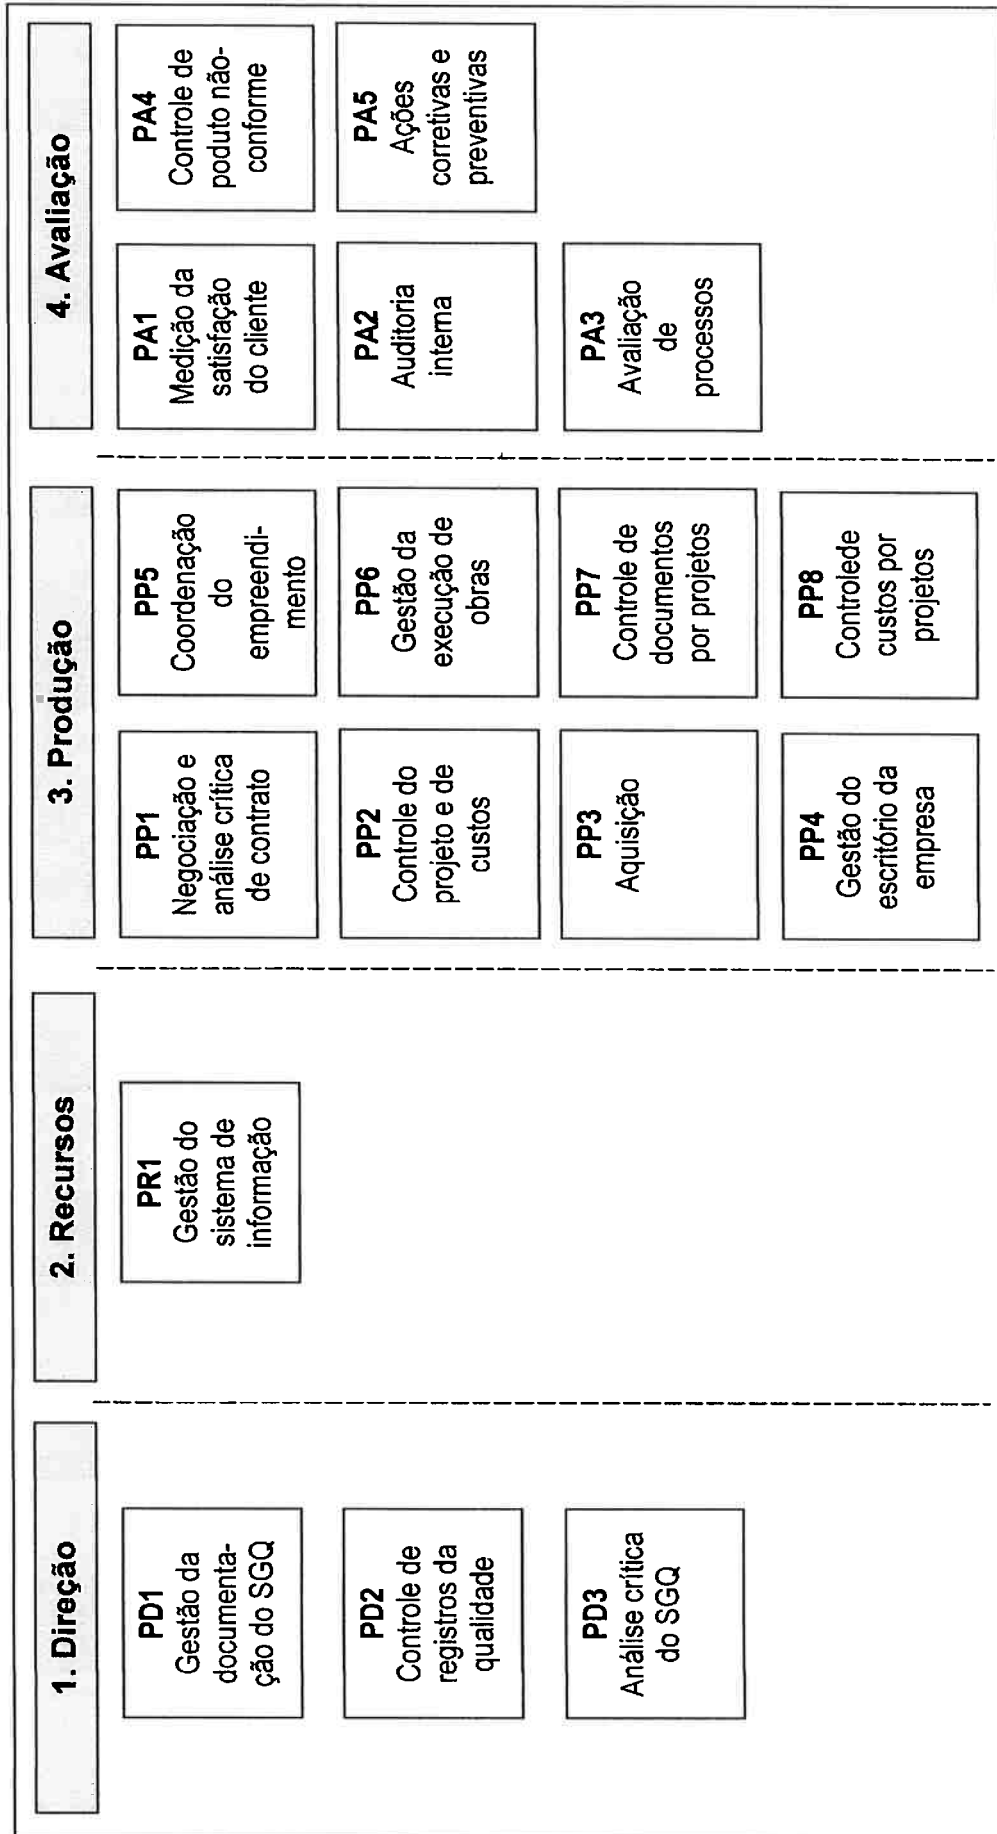 1. Direção
PD1
Gestão da
documenta-
ção do SGQ
PD2
Controle de
registros da
qualidade
PD3
Análise crítica
do SGQ
2. Recursos
PR1
Gestão do
sistema de
informação
3. Produção
PP1
Negociação e
análise crítica
de contrato
PP2
Controle do
projeto e de
custos
PP3
Aquisição
PP4
Gestão do
escritório da
empresa
PP5
Coordenação
do
empreendi-
mento
PP6
Gestão da
execução de
obras
PP7
Controle de
documentos
por projetos
PP8
Controlede
custos por
projetos
4. Avaliação
PA1
Medição da
satisfação
do cliente
PA2
Auditoria
interna
PA3
Avaliação
de
processos
PA4
Controle de
poduto não-
conforme
PA5
Ações
corretivas e
preventivas